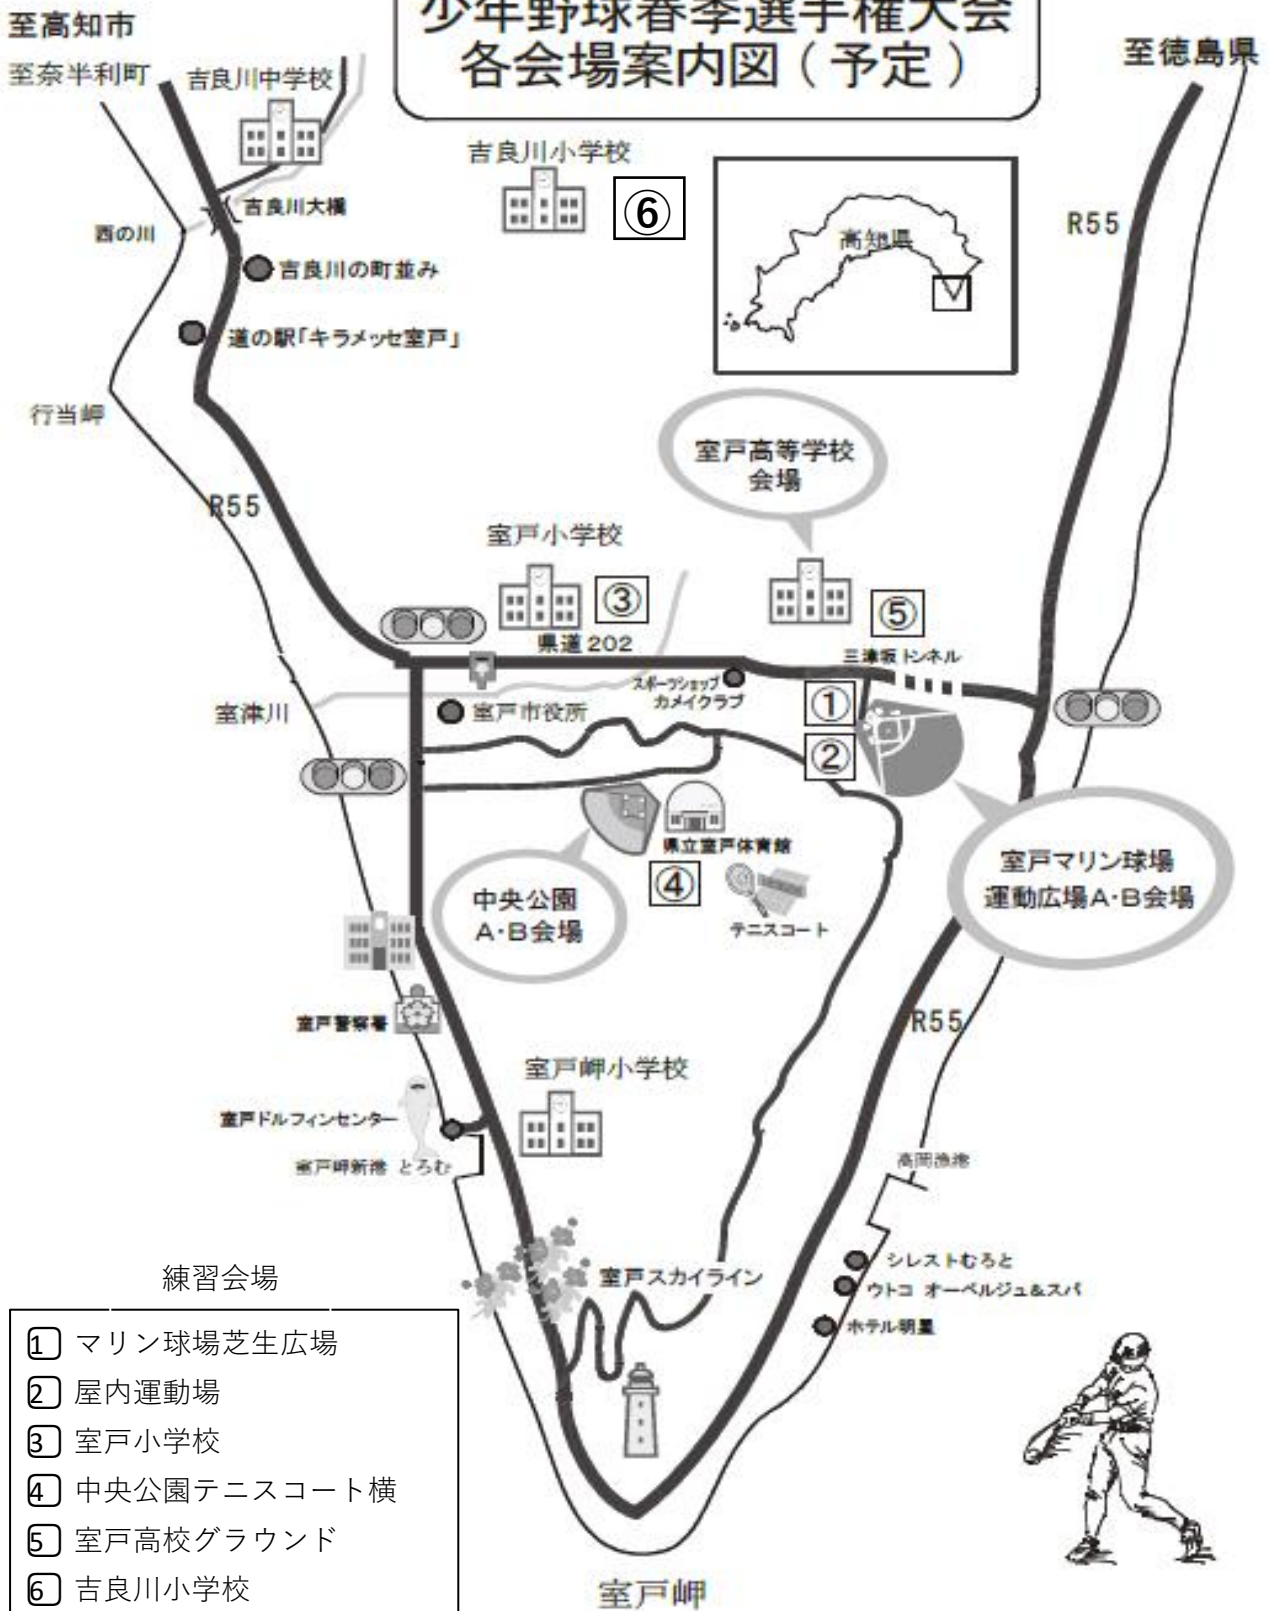 少年野球春季選手権大会
各会場案内図（予定）
至高知市
至奈半利町
吉良川中学校
至徳島県
吉良川小学校
⑥
吉良川大橋
西の川
R55
高知県
吉良川の町並み
道の駅「キラメッセ室戸」
行当岬
室戸高等学校
会場
R55
室戸小学校
③
⑤
県道202
三津坂トンネル
スポーツショップ
カメイクラブ
①
室津川
室戸市役所
②
県立室戸体育館
④
室戸マリン球場
運動広場A・B会場
中央公園
A・B会場
テニスコート
室戸警察署
R55
室戸岬小学校
室戸ドルフィンセンター
室戸岬新港 とろむ
高岡漁港
シレストむろと
室戸スカイライン
ウトコ オーベルジュ&スパ
ホテル明星
練習会場
1 マリン球場芝生広場
2 屋内運動場
3 室戸小学校
4 中央公園テニスコート横
5 室戸高校グラウンド
6 吉良川小学校
室戸岬